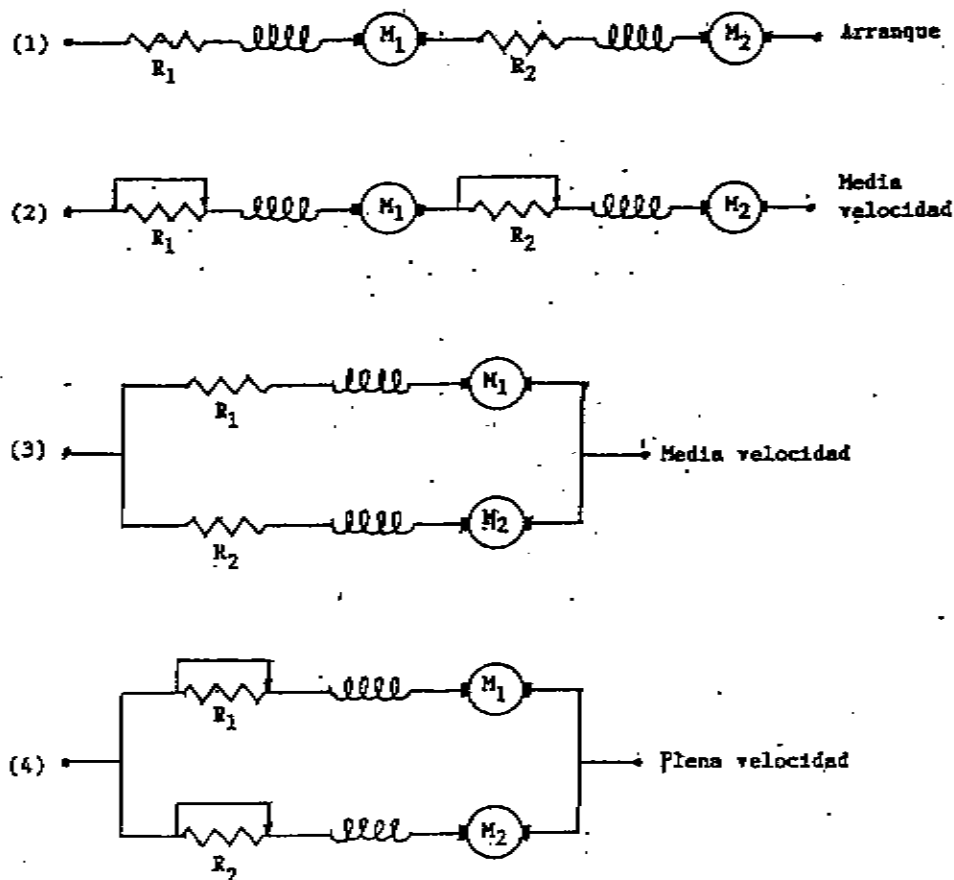 (1) M₁ M₂ Arranque
R₁ R₂
Media
(2) M₁ M₂ velocidad
R₁ R₂
M₁
R₁
(3) Media velocidad
M₂
R₂
M₁
R₁
(4) Plena velocidad
M₂
R₂